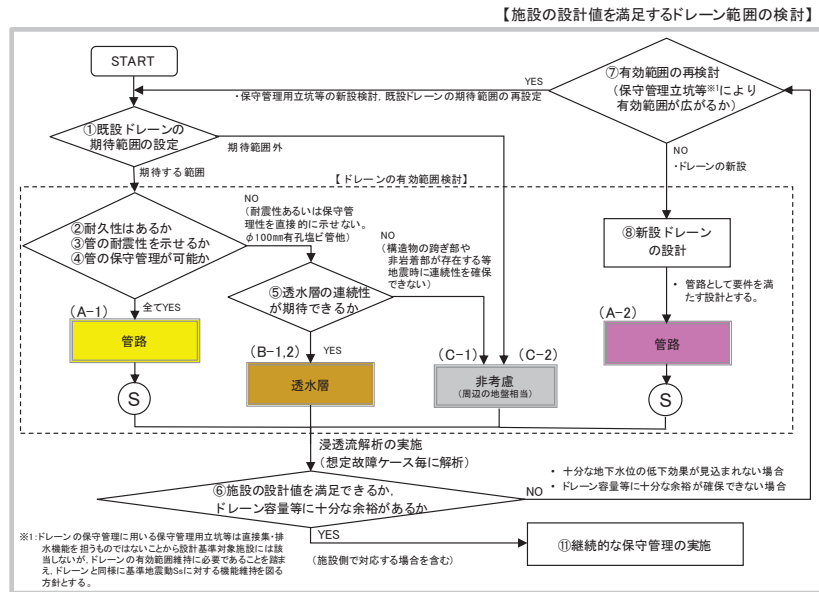 【施設の設計値を満足するドレーン範囲の検討】
START
YES
・保守管理用立坑等の新設検討，既設ドレーンの期待範囲の再設定
⑦有効範囲の再検討
（保守管理立坑等※1により
有効範囲が広がるか）
①既設ドレーンの
期待範囲の設定
期待範囲外
期待する範囲
NO
・ドレーンの新設
【ドレーンの有効範囲検討】
②耐久性はあるか
③管の耐震性を示せるか
④管の保守管理が可能か
NO
（耐震性あるいは保守管
理性を直接的に示せない。
φ100mm有孔塩ビ管他）
NO
（構造物の跨ぎ部や
非岩着部が存在する等
地震時に連続性を確保
できない）
⑧新設ドレーン
の設計
⑤透水層の連続性
が期待できるか
・ 管路として要件を満
たす設計とする。
（A-1）
全てYES
管路
（B-1,2）
YES
透水層
（C-1）
（C-2）
非考慮
（周辺の地盤相当）
（A-2）
管路
S
S
浸透流解析の実施
（想定故障ケース毎に解析）
⑥施設の設計値を満足できるか，
ドレーン容量等に十分な余裕があるか
NO
・ 十分な地下水位の低下効果が見込まれない場合
・ ドレーン容量等に十分な余裕が確保できない場合
YES
（施設側で対応する場合を含む）
⑪継続的な保守管理の実施
※1：ドレーンの保守管理に用いる保守管理用立坑等は直接集・排
水機能を担うものではないことから設計基準対象施設には該
当しないが，ドレーンの有効範囲維持に必要であることを踏ま
え，ドレーンと同様に基準地震動Ssに対する機能維持を図る
方針とする。